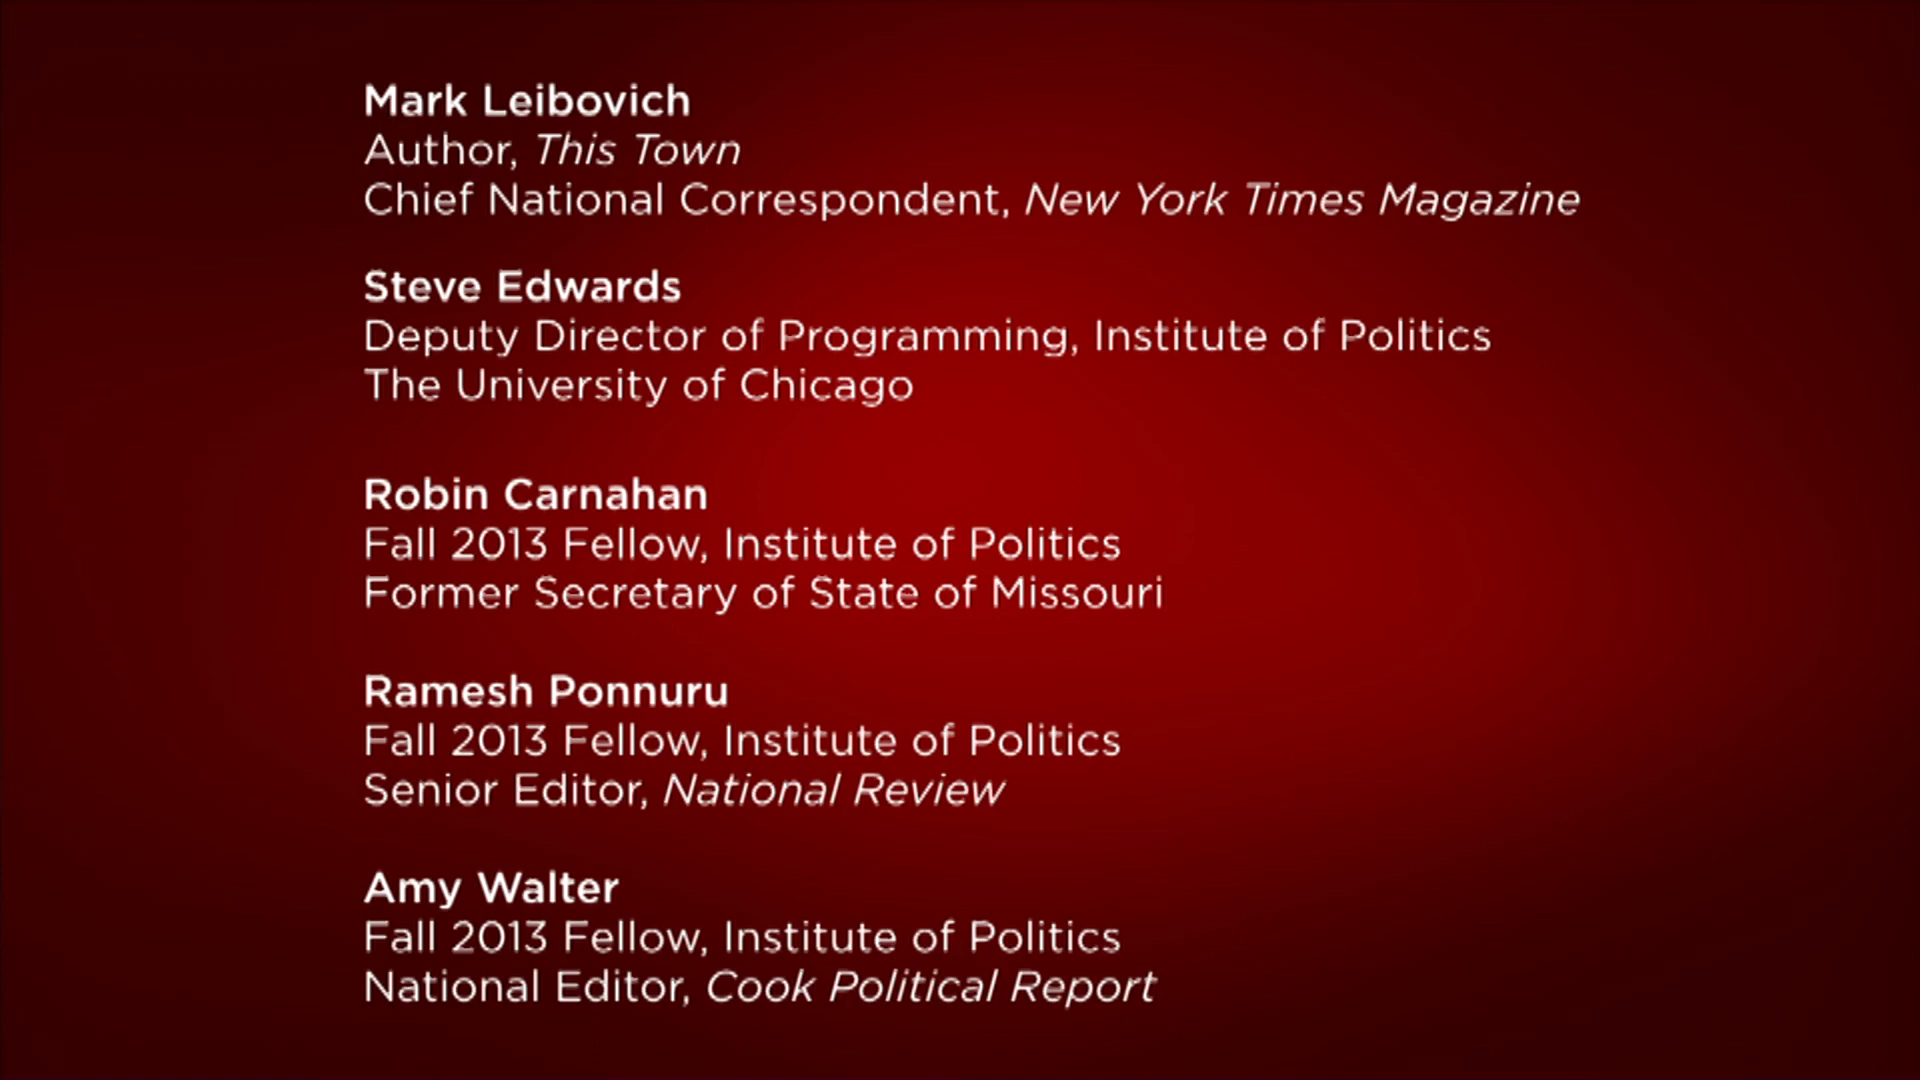 Mark Leibovich
Author, This Town
Chief National Correspondent, New York Times Magazine
Steve Edwards
Deputy Director of Programming, Institute of Politics
The University of Chicago
Robin Carnahan
Fall 2013 Fellow, Institute of Politics
Former Secretary of State of Missouri
Ramesh Ponnuru
Fall 2013 Fellow, Institute of Politics
Senior Editor, National Review
Amy Walter
Fall 2013 Fellow, Institute of Politics
National Editor, Cook Political Report